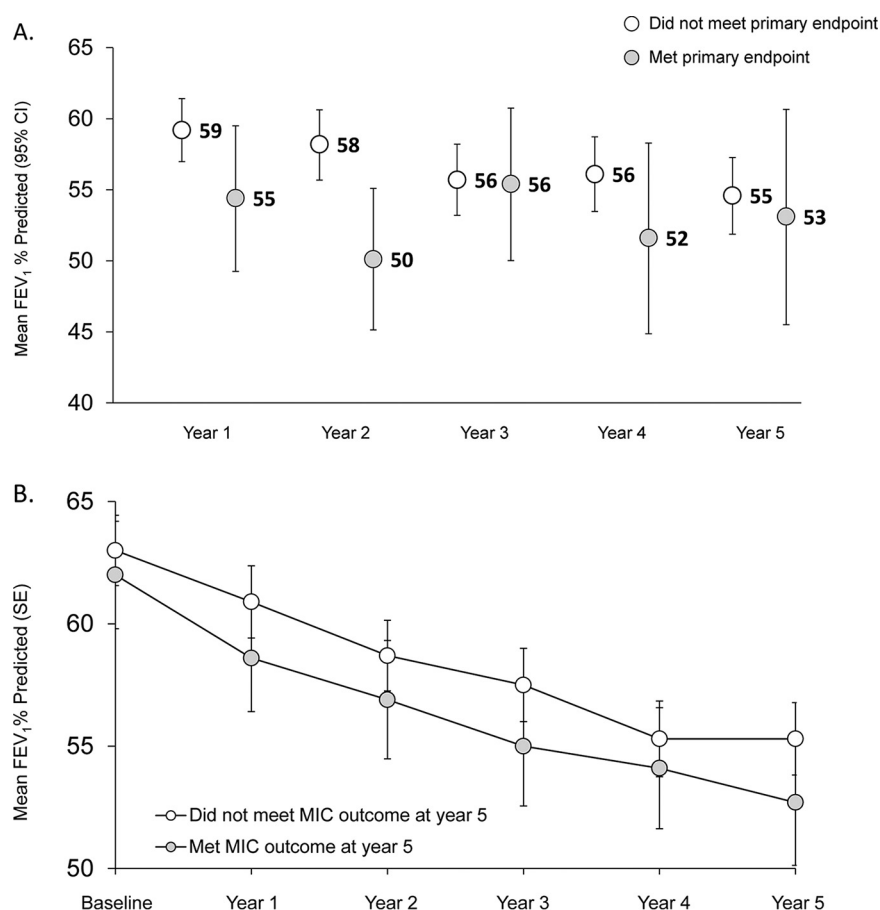 A.
Did not meet primary endpoint
Met primary endpoint
Mean FEV1 % Predicted (95% CI)
65
60
55
50
45
40
59
55
58
50
56
56
56
52
55
53
Year 1
Year 2
Year 3
Year 4
Year 5
B.
Mean FEV1% Predicted (SE)
65
60
55
50
Did not meet MIC outcome at year 5
Met MIC outcome at year 5
Baseline
Year 1
Year 2
Year 3
Year 4
Year 5